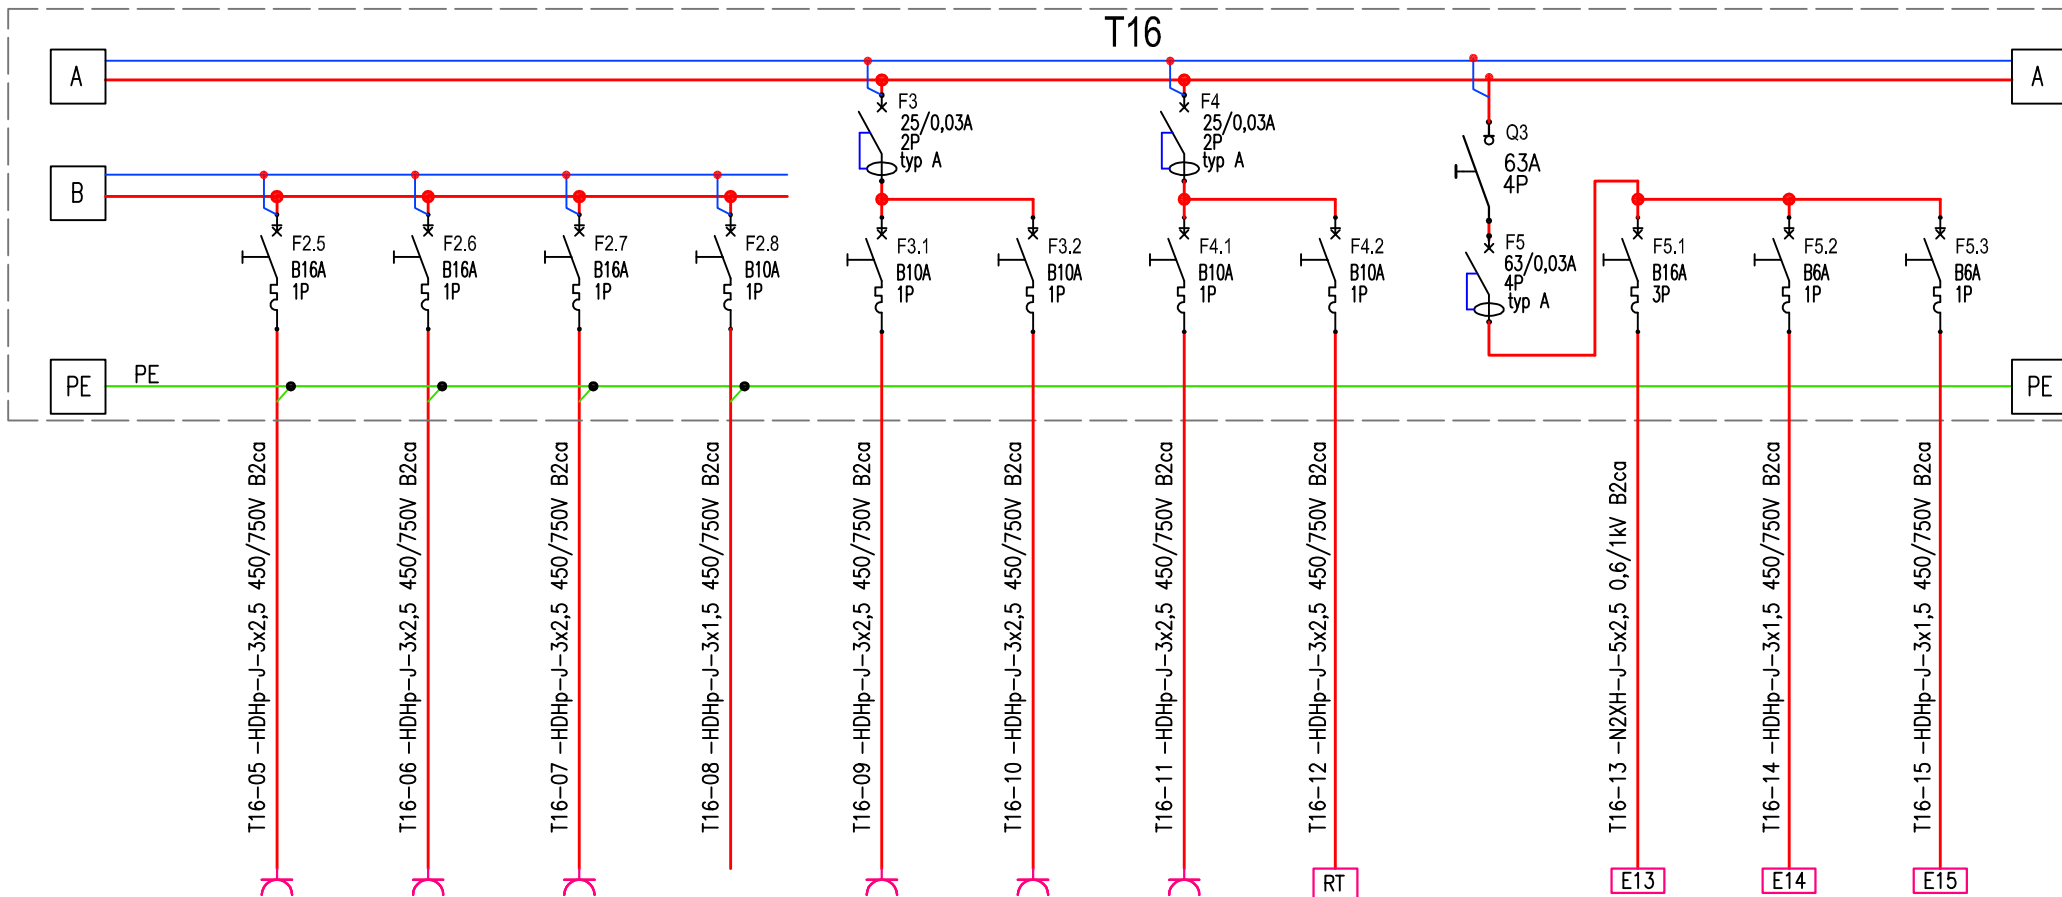 T16
A
A
B
PE
PE
PE
F3
25/0,03A
2P
typ A
F4
25/0,03A
2P
typ A
Q3
63A
4P
F5
63/0,03A
4P
typ A
F2.5
B16A
1P
F2.6
B16A
1P
F2.7
B16A
1P
F2.8
B10A
1P
F3.1
B10A
1P
F3.2
B10A
1P
F4.1
B10A
1P
F4.2
B10A
1P
F5.1
B16A
3P
F5.2
B6A
1P
F5.3
B6A
1P
T16-05 -HDHp-J-3x2,5 450/750V B2ca
T16-06 -HDHp-J-3x2,5 450/750V B2ca
T16-07 -HDHp-J-3x2,5 450/750V B2ca
T16-08 -HDHp-J-3x1,5 450/750V B2ca
T16-09 -HDHp-J-3x2,5 450/750V B2ca
T16-10 -HDHp-J-3x2,5 450/750V B2ca
T16-11 -HDHp-J-3x2,5 450/750V B2ca
T16-12 -HDHp-J-3x2,5 450/750V B2ca
T16-13 -N2XH-J-5x2,5 0,6/1kV B2ca
T16-14 -HDHp-J-3x1,5 450/750V B2ca
T16-15 -HDHp-J-3x1,5 450/750V B2ca
RT
E13
E14
E15